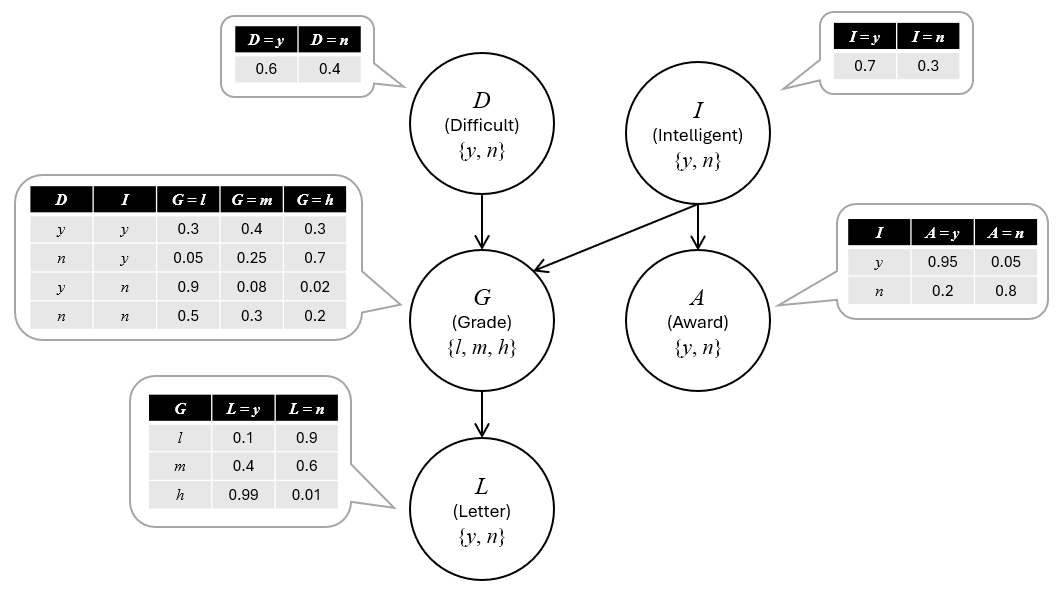 D = y D = n
0.6 0.4
I = y I = n
0.7 0.3
D
(Difficult)
{y, n}
I
(Intelligent)
{y, n}
D I G = l G = m G = h
y y 0.3 0.4 0.3
n y 0.05 0.25 0.7
y n 0.9 0.08 0.02
n n 0.5 0.3 0.2
I A = y A = n
y 0.95 0.05
n 0.2 0.8
G
(Grade)
{l, m, h}
A
(Award)
{y, n}
G L = y L = n
l 0.1 0.9
m 0.4 0.6
h 0.99 0.01
L
(Letter)
{y, n}